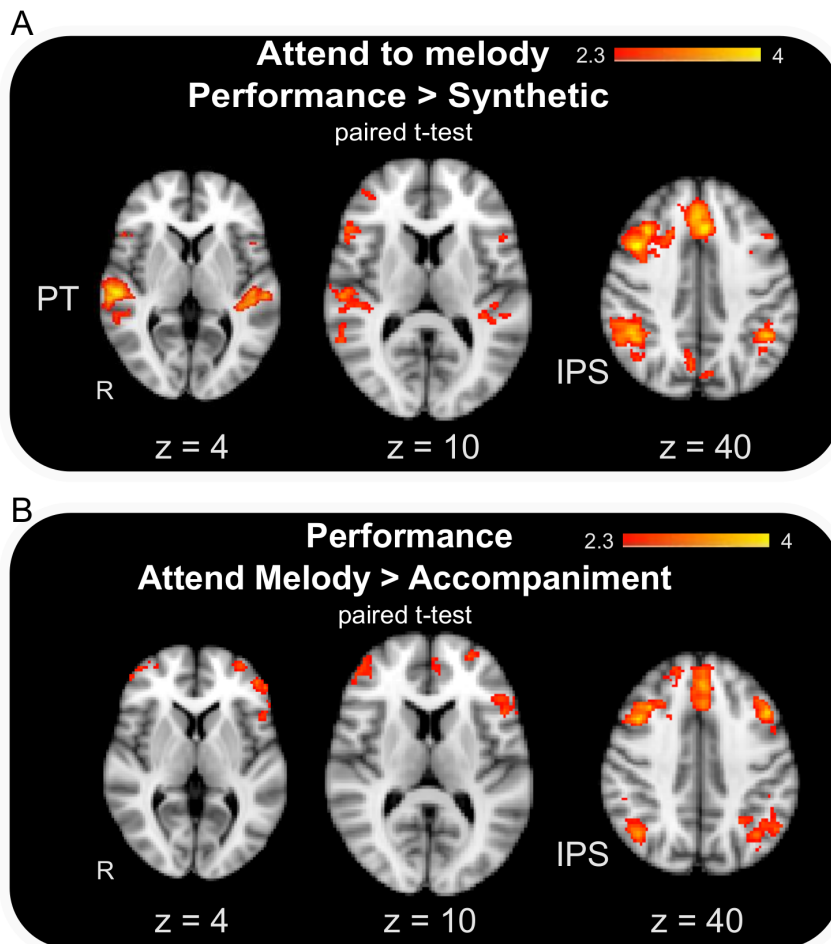 A
Attend to melody
2.3 4
Performance > Synthetic
paired t-test
PT
R
IPS
z = 4 z = 10 z = 40
B
Performance
2.3 4
Attend Melody > Accompaniment
paired t-test
R
IPS
z = 4 z = 10 z = 40